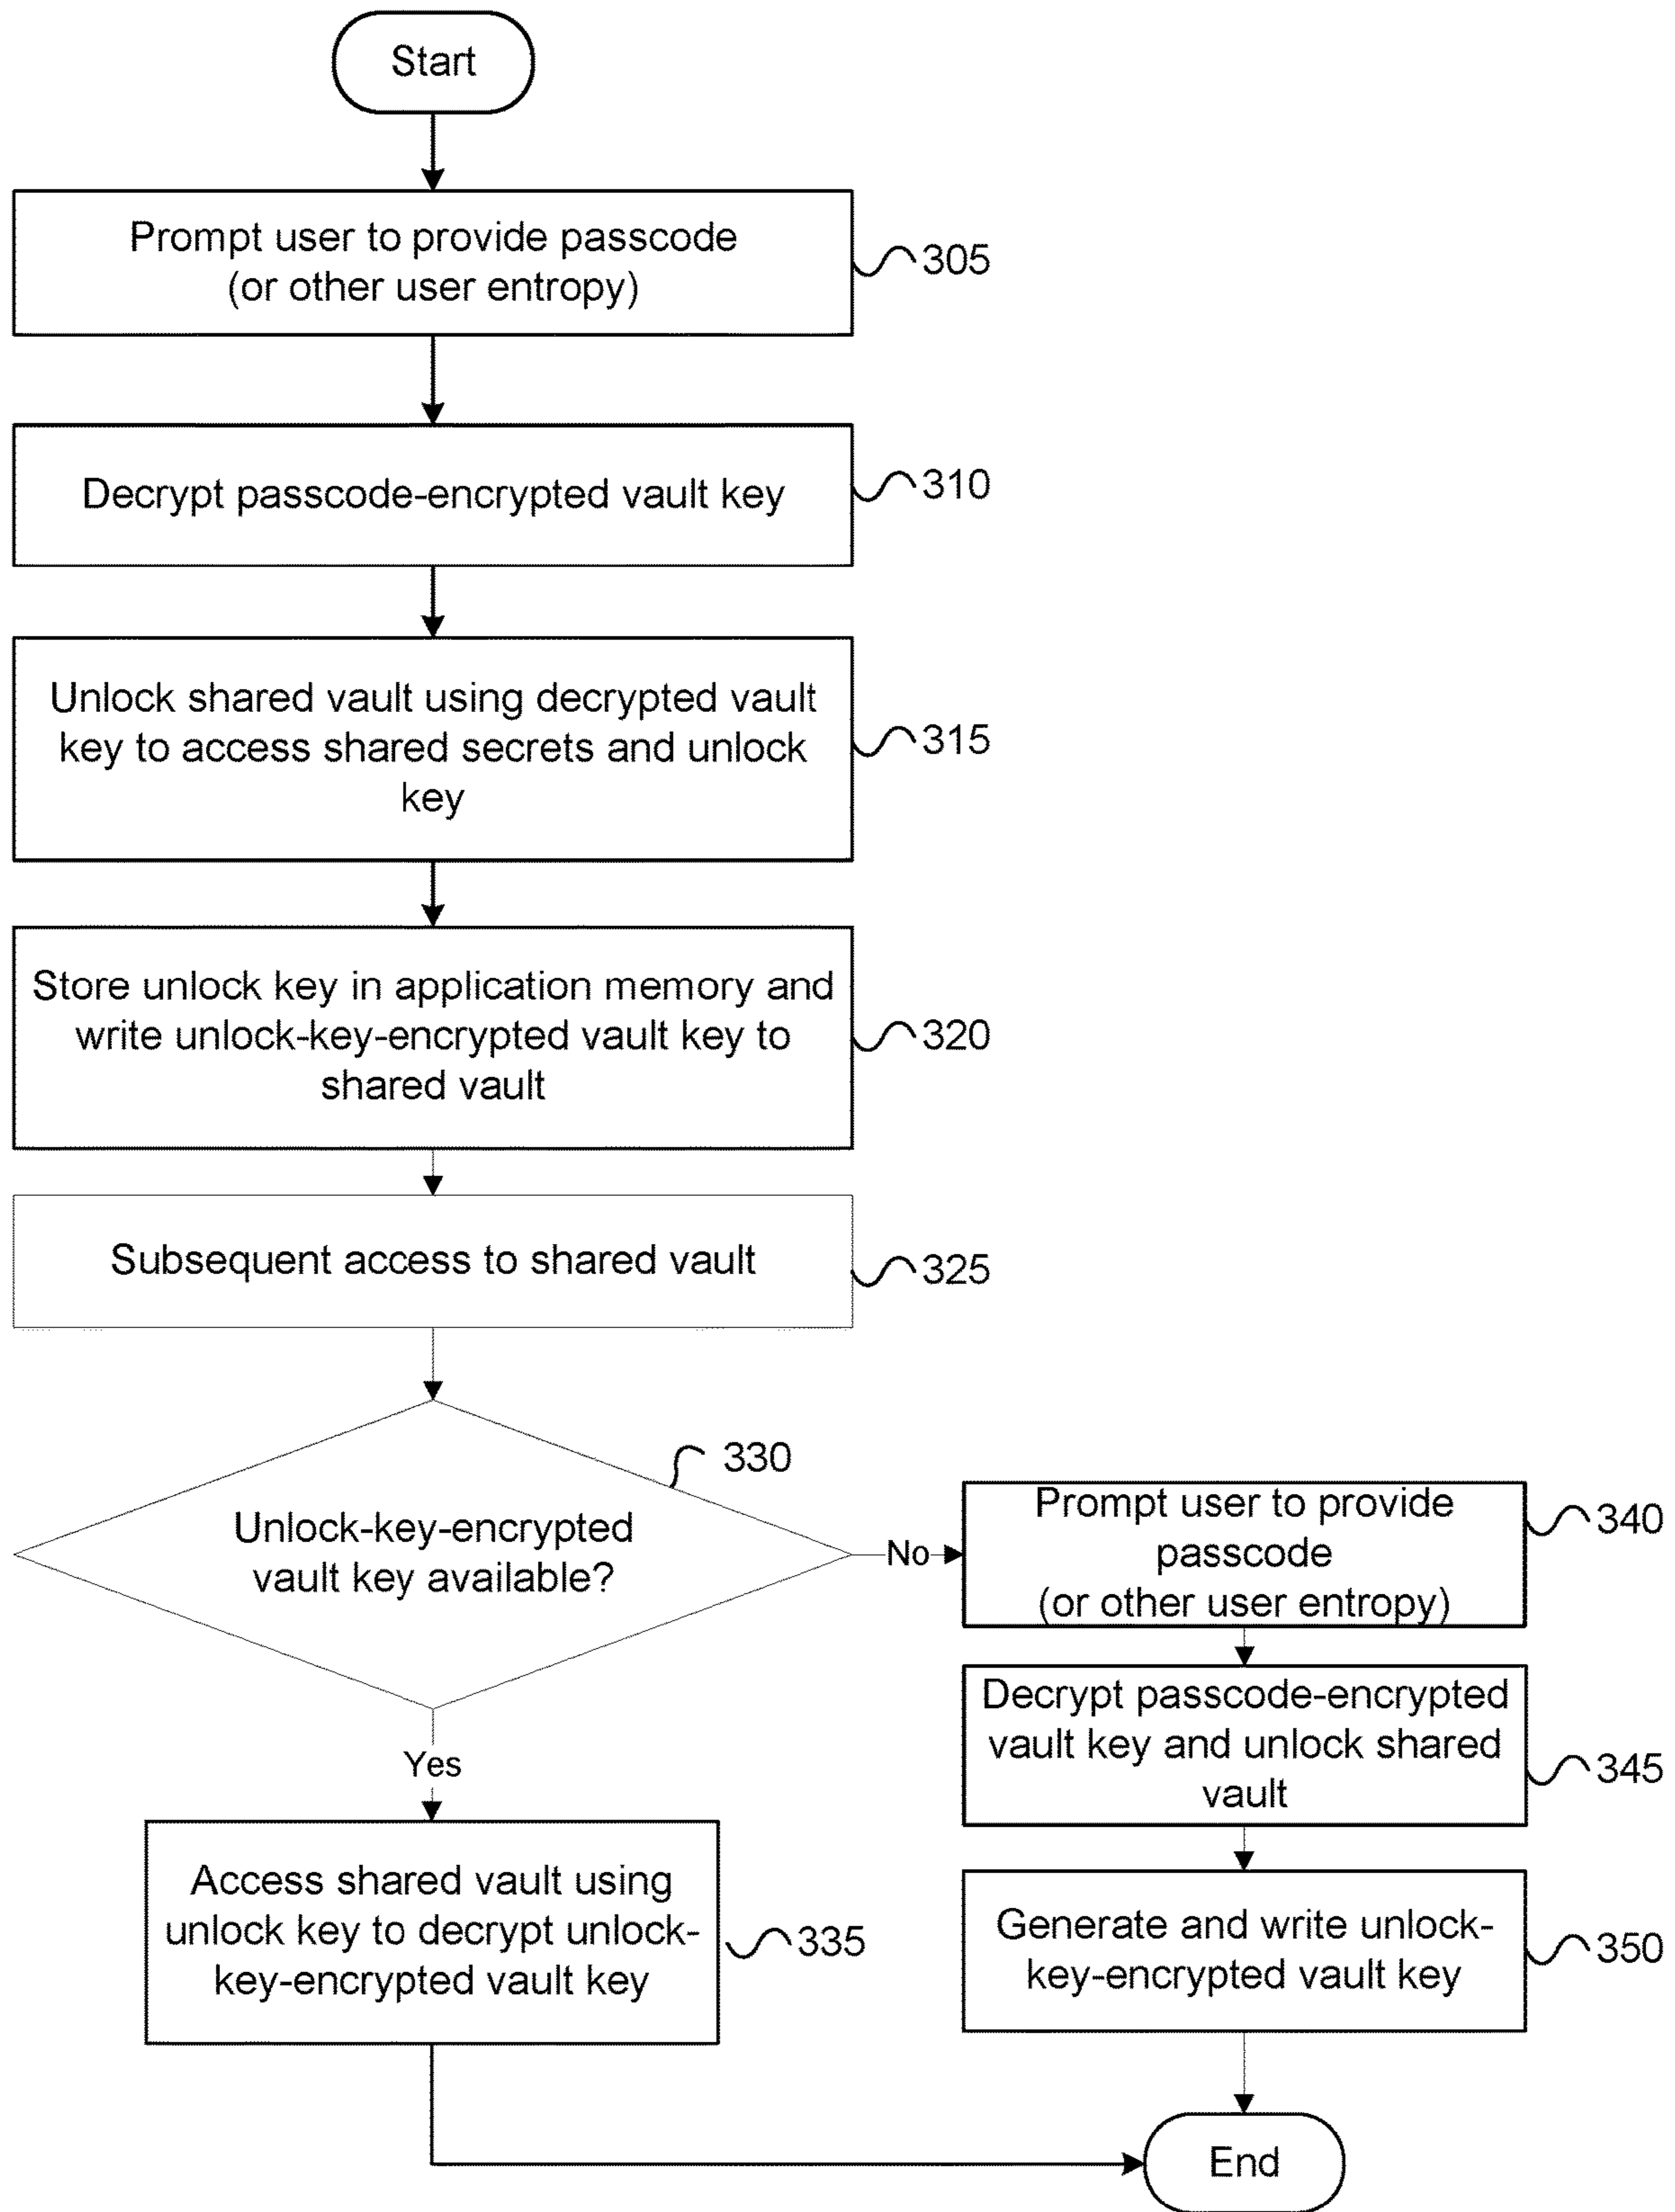 Start
Prompt user to provide passcode
(or other user entropy)
305
Decrypt passcode-encrypted vault key
310
Unlock shared vault using decrypted vault
key to access shared secrets and unlock
key
315
Store unlock key in application memory and
write unlock-key-encrypted vault key to
shared vault
320
Subsequent access to shared vault
325
330
Unlock-key-encrypted
vault key available?
No
Prompt user to provide
passcode
(or other user entropy)
340
Decrypt passcode-encrypted
vault key and unlock shared
vault
345
Yes
Access shared vault using
unlock key to decrypt unlock-
key-encrypted vault key
335
Generate and write unlock-
key-encrypted vault key
350
End